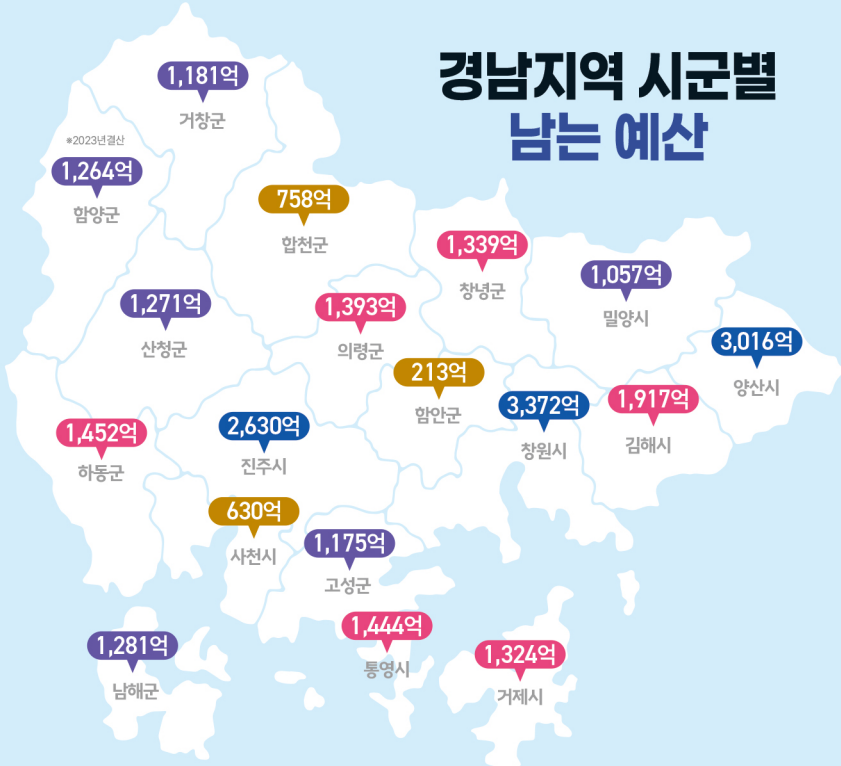 경남지역 시군별
남는 예산
1,181억
거창군
※2023년결산
1,264억
함양군
758억
합천군
1,339억
창녕군
1,057억
밀양시
1,271억
산청군
1,393억
의령군
3,016억
양산시
213억
함안군
3,372억
창원시
1,917억
김해시
1,452억
하동군
2,630억
진주시
630억
사천시
1,175억
고성군
1,444억
통영시
1,281억
남해군
1,324억
거제시